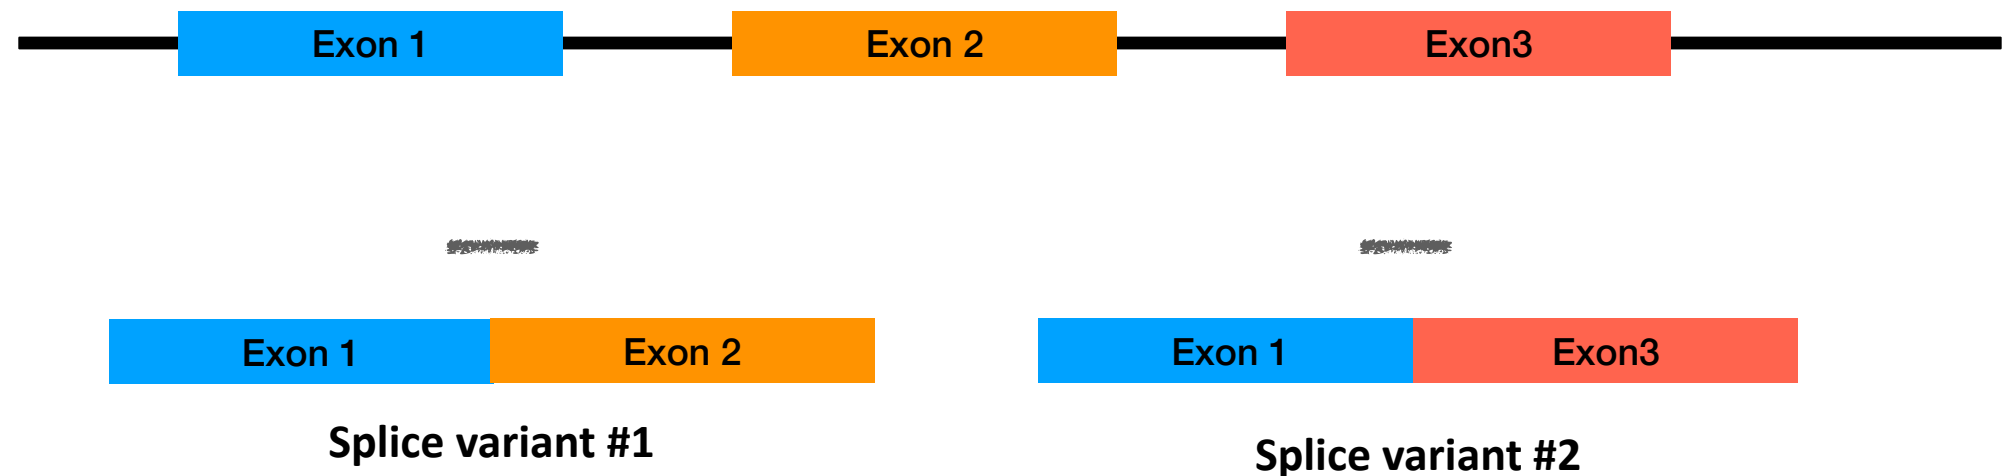 Exon 1 Exon 2 Exon3
Exon 1 Exon 2 Exon 1 Exon3
Splice variant #1
Splice variant #2